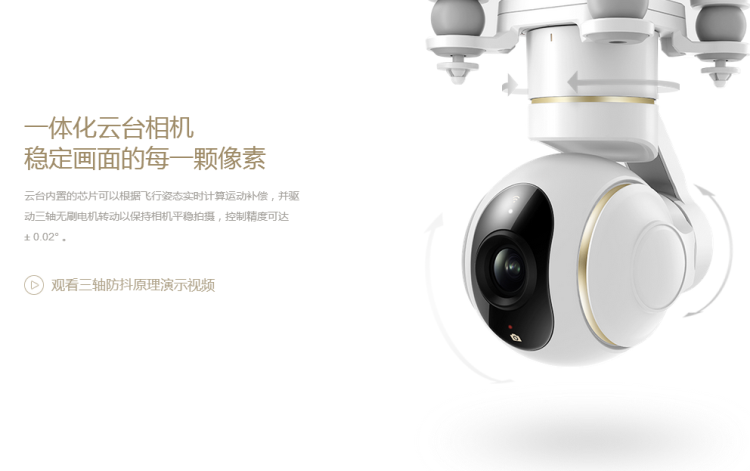 一体化云台相机
稳定画面的每一颗像素
云台内置的芯片可以根据飞行姿态实时计算运动补偿，并驱
动三轴无刷电机转动以保持相机平稳拍摄，控制精度可达
± 0.02° 。
观看三轴防抖原理演示视频